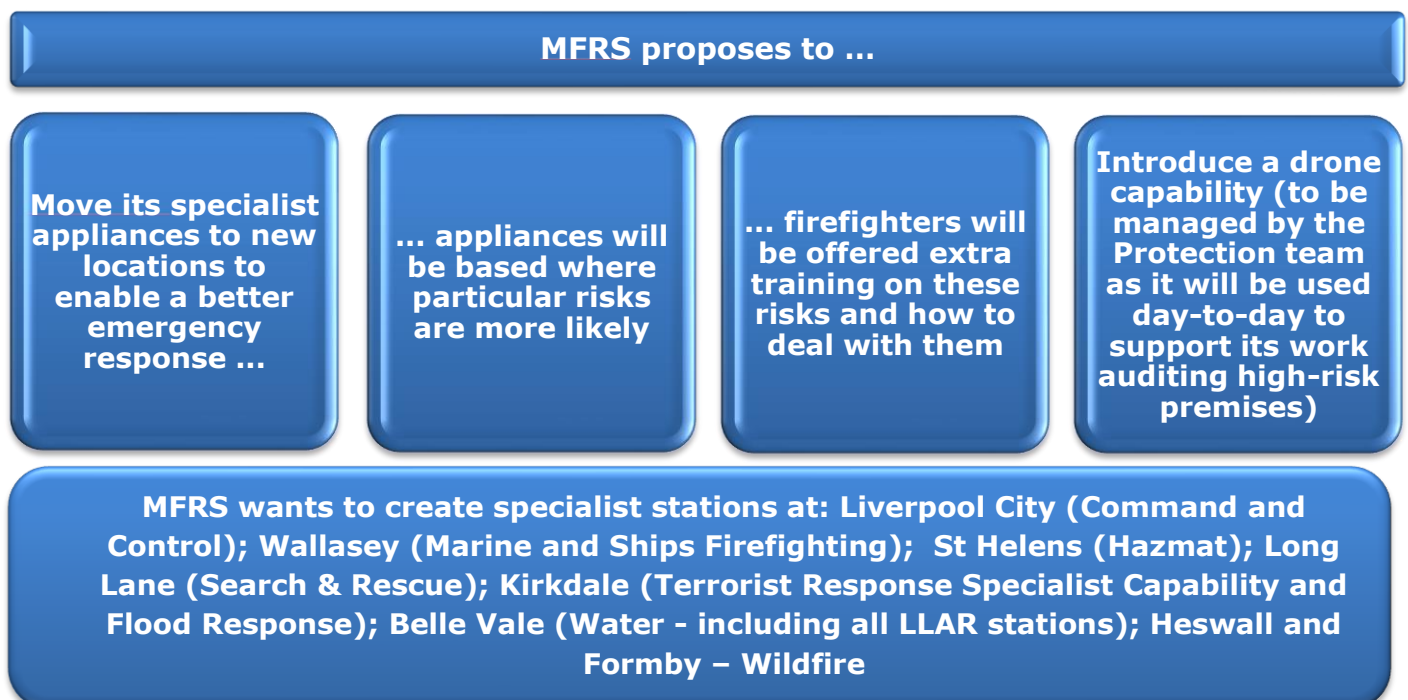 MFRS proposes to ...
Move its specialist
appliances to new
locations to
enable a better
emergency
response ...
... appliances will
be based where
particular risks
are more likely
... firefighters will
be offered extra
training on these
risks and how to
deal with them
Introduce a drone
capability (to be
managed by the
Protection team
as it will be used
day-to-day to
support its work
auditing high-risk
premises)
MFRS wants to create specialist stations at: Liverpool City (Command and
Control); Wallasey (Marine and Ships Firefighting);  St Helens (Hazmat); Long
Lane (Search & Rescue); Kirkdale (Terrorist Response Specialist Capability and
Flood Response); Belle Vale (Water - including all LLAR stations); Heswall and
Formby – Wildfire